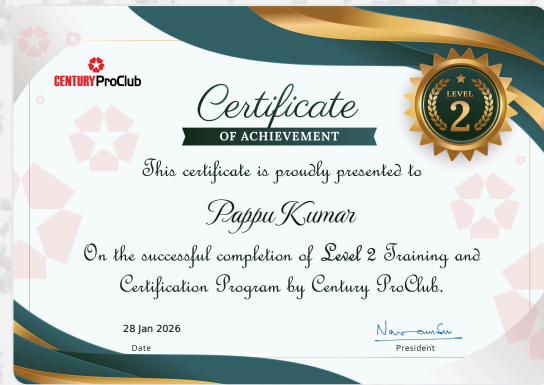 CENTURY ProClub
LEVEL
2
Certificate
OF ACHIEVEMENT
This certificate is proudly presented to
Pappu Kumar
On the successful completion of Level 2 Training and
Certification Program by Century ProClub.
28 Jan 2026
Date
President